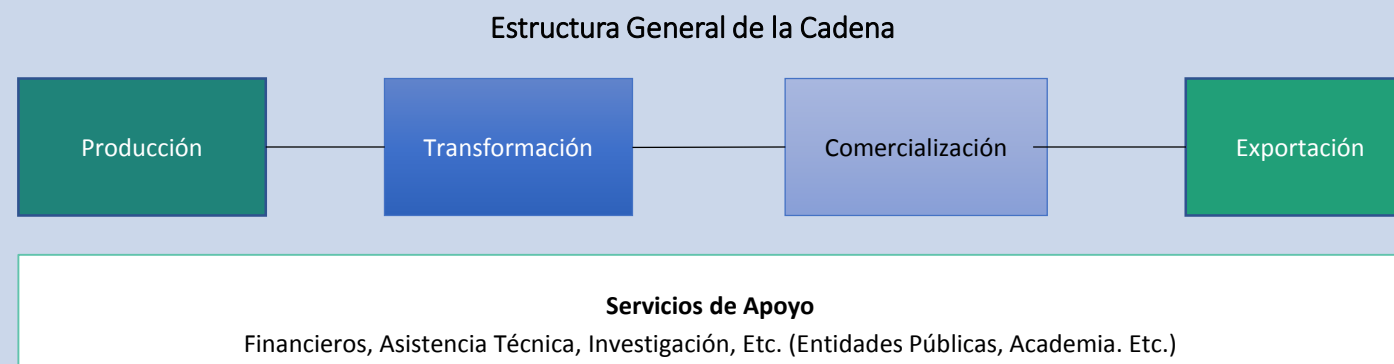 Estructura General de la Cadena
Producción
Transformación
Comercialización
Exportación
Servicios de Apoyo
Financieros, Asistencia Técnica, Investigación, Etc. (Entidades Públicas, Academia. Etc.)